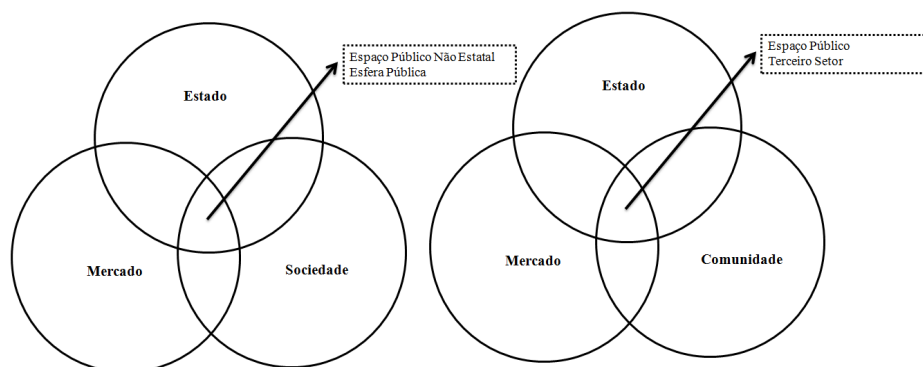 Espaço Público Não Estatal
Esfera Pública
Estado
Mercado
Sociedade
Espaço Público
Terceiro Setor
Estado
Mercado
Comunidade